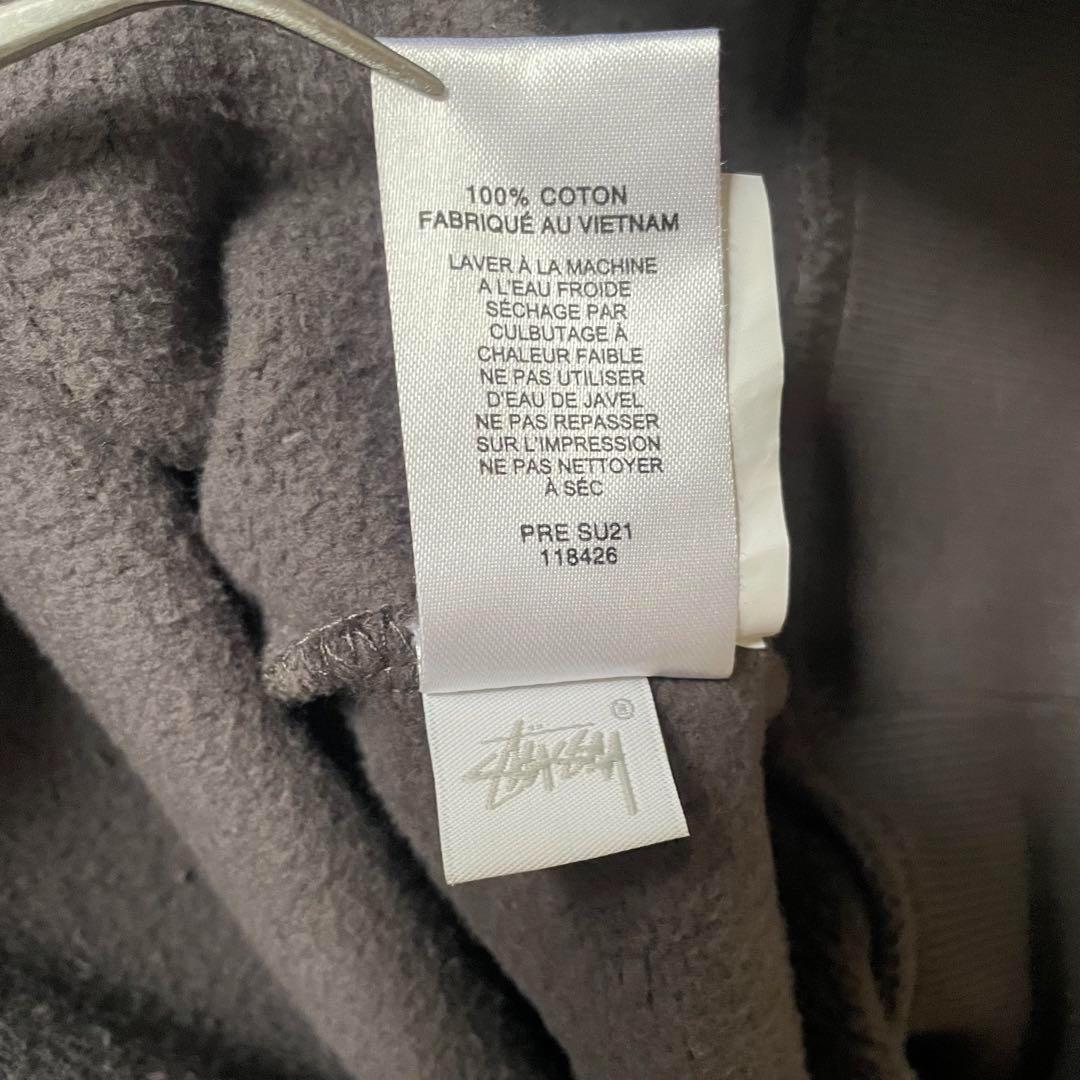 100% COTON
FABRIQUÉ AU VIETNAM
LAVER À LA MACHINE
A L'EAU FROIDE
SÉCHAGE PAR
CULBUTAGE À
CHALEUR FAIBLE
NE PAS UTILISER
D'EAU DE JAVEL
NE PAS REPASSER
SUR L'IMPRESSION
NE PAS NETTOYER
À SÉC
PRE SU21
118426
Stüssy ®